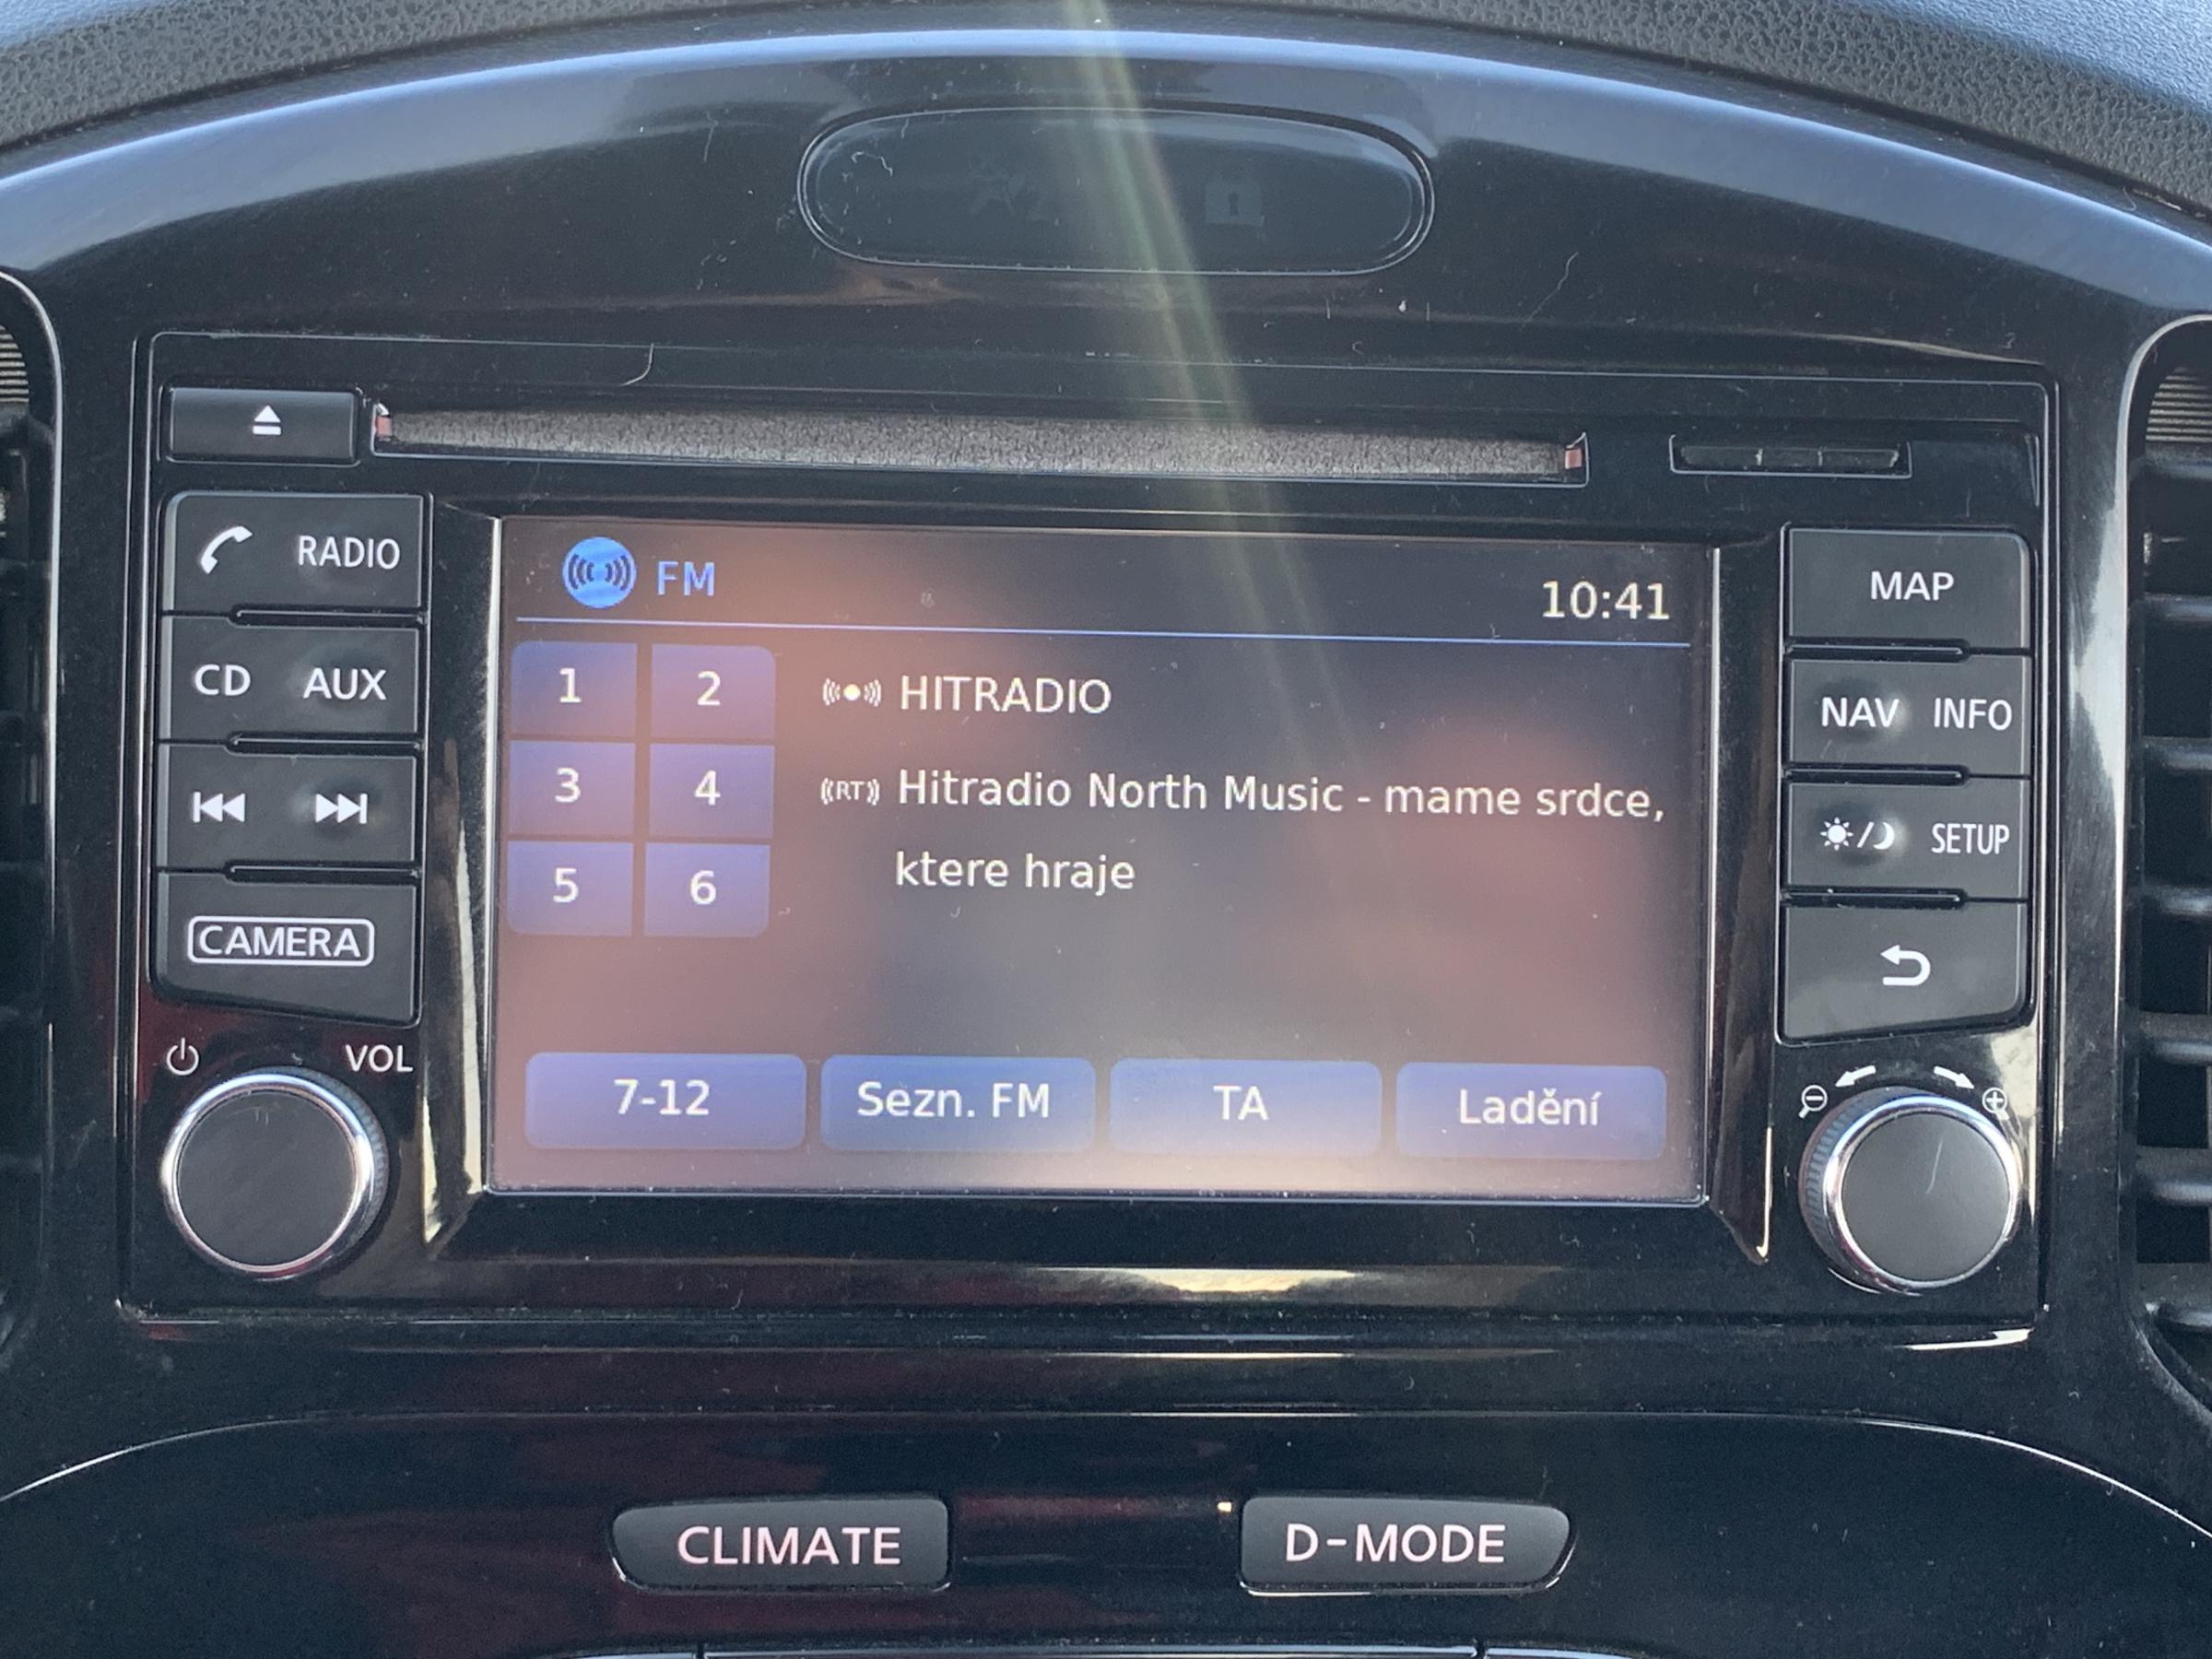 RADIO
CD AUX
CAMERA
VOL
FM
10:41
1 2
HITRADIO
3 4
RT Hitradio North Music - mame srdce,
ktere hraje
5 6
7-12 Sezn. FM TA Ladění
MAP
NAV INFO
SETUP
CLIMATE D-MODE